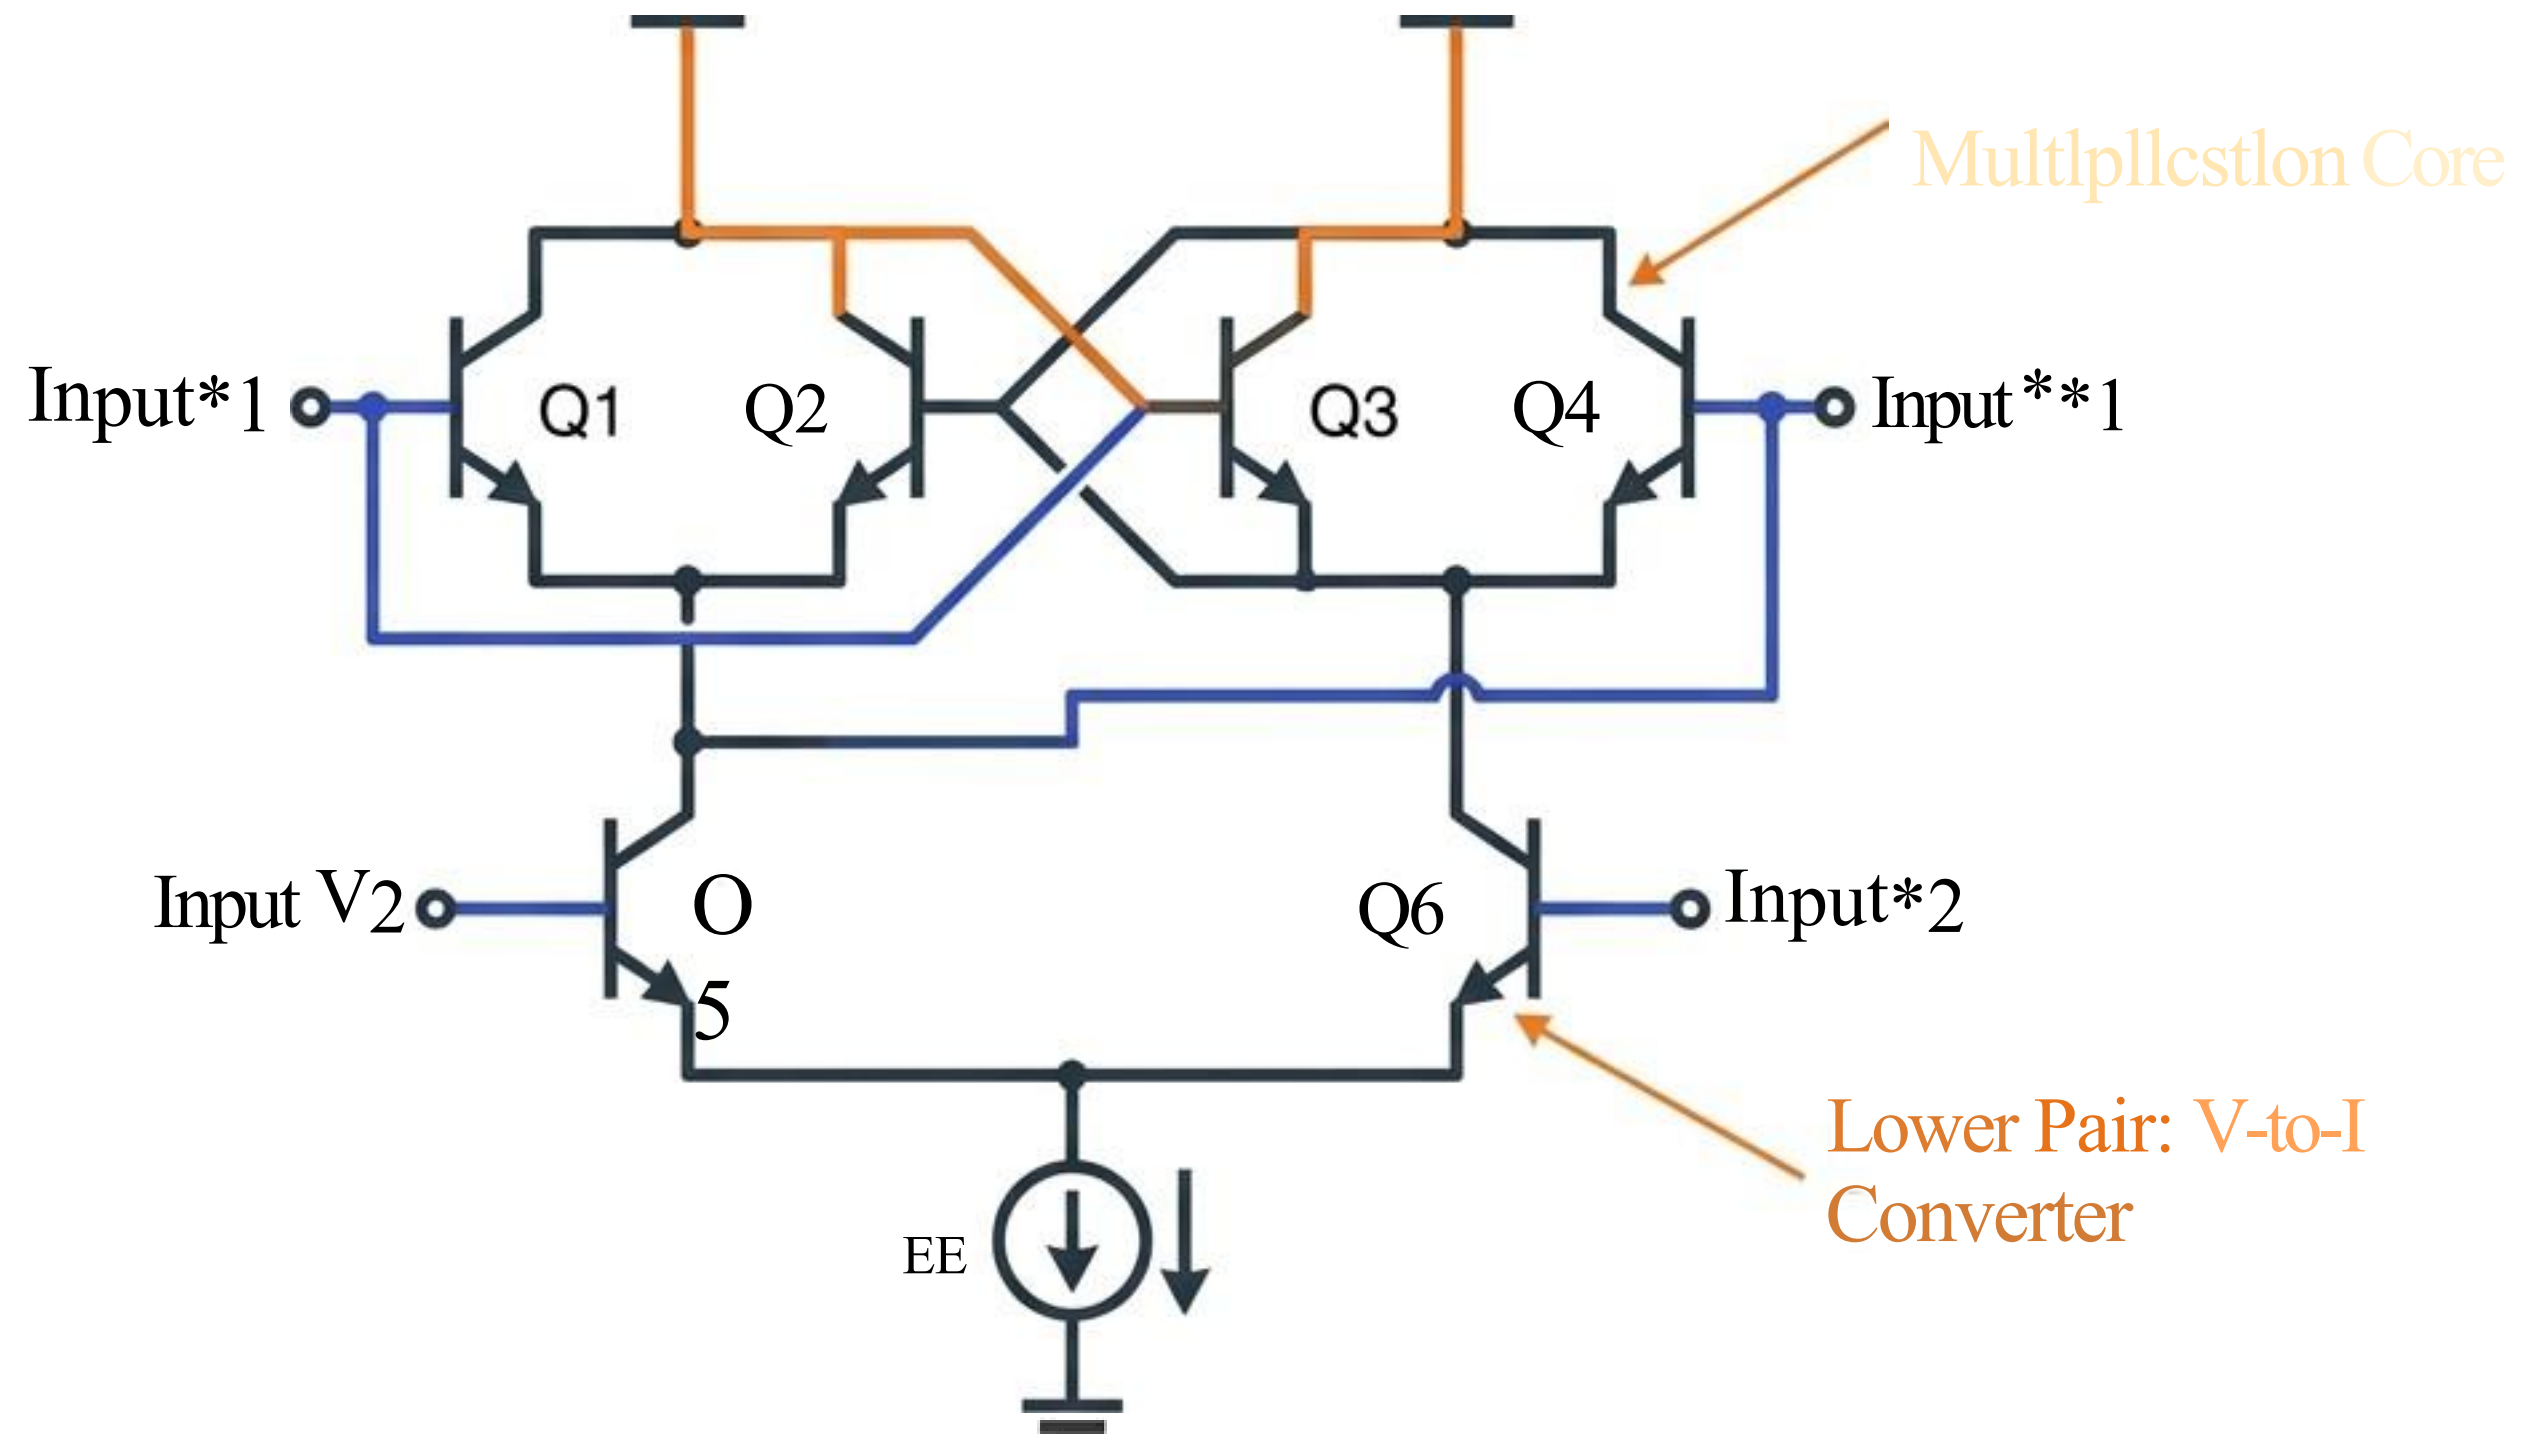 Multlpllcstlon Core
Input*1
Q1
Q2
Q3
Q4
Input**1
Input V2
O
5
Q6
Input*2
Lower Pair: V-to-I
Converter
EE